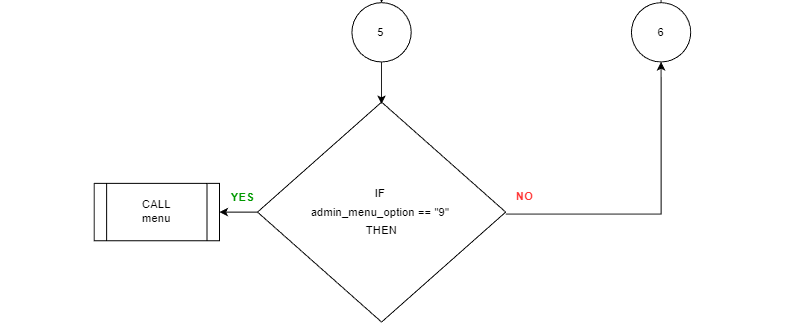 5
6
IF
CALL
menu
YES
admin_menu_option == "9"
THEN
NO